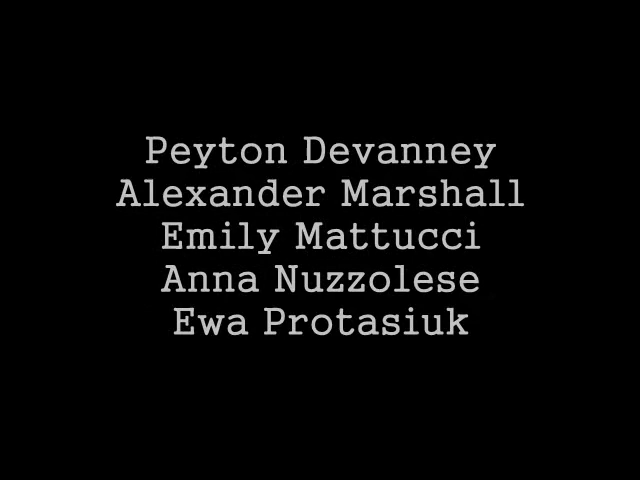 Peyton Devanney
Alexander Marshall
Emily Mattucci
Anna Nuzzolese
Ewa Protasiuk